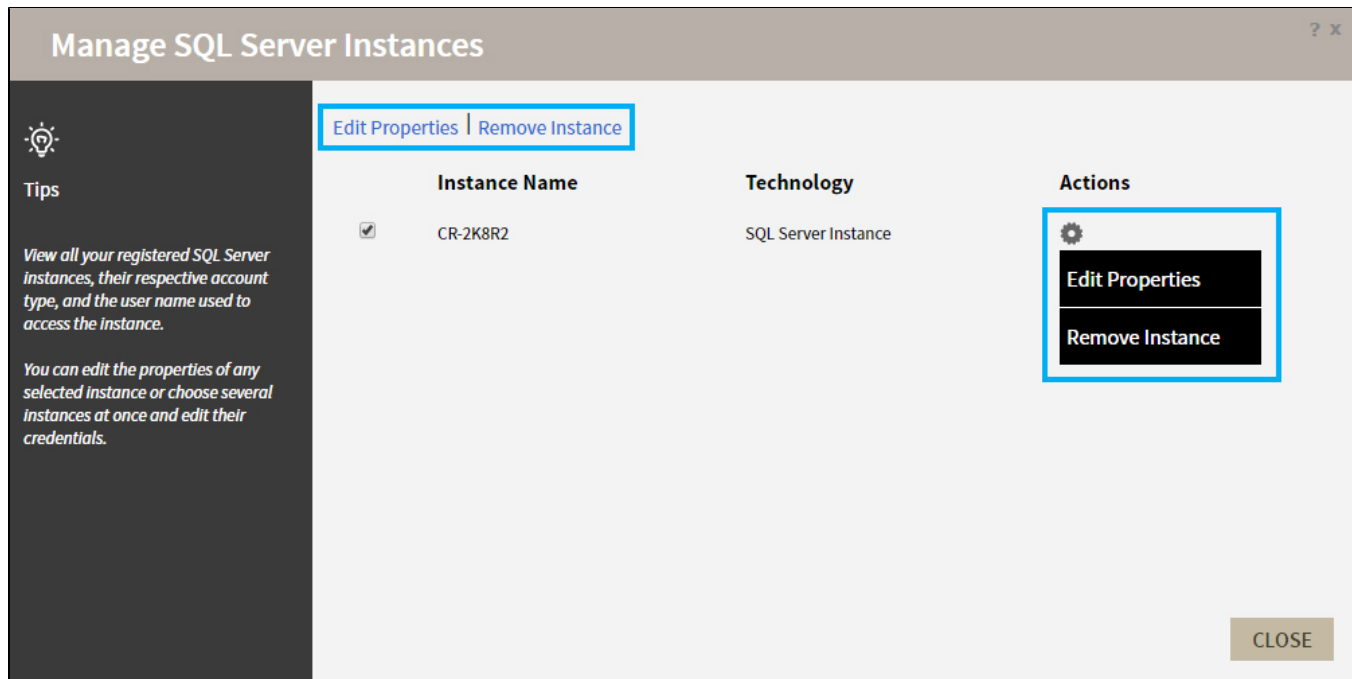 Manage SQL Server Instances
? x
Tips
View all your registered SQL Server
instances, their respective account
type, and the user name used to
access the instance.
You can edit the properties of any
selected instance or choose several
instances at once and edit their
credentials.
Edit Properties | Remove Instance
Instance Name Technology Actions
CR-2K8R2 SQL Server Instance
Edit Properties
Remove Instance
CLOSE